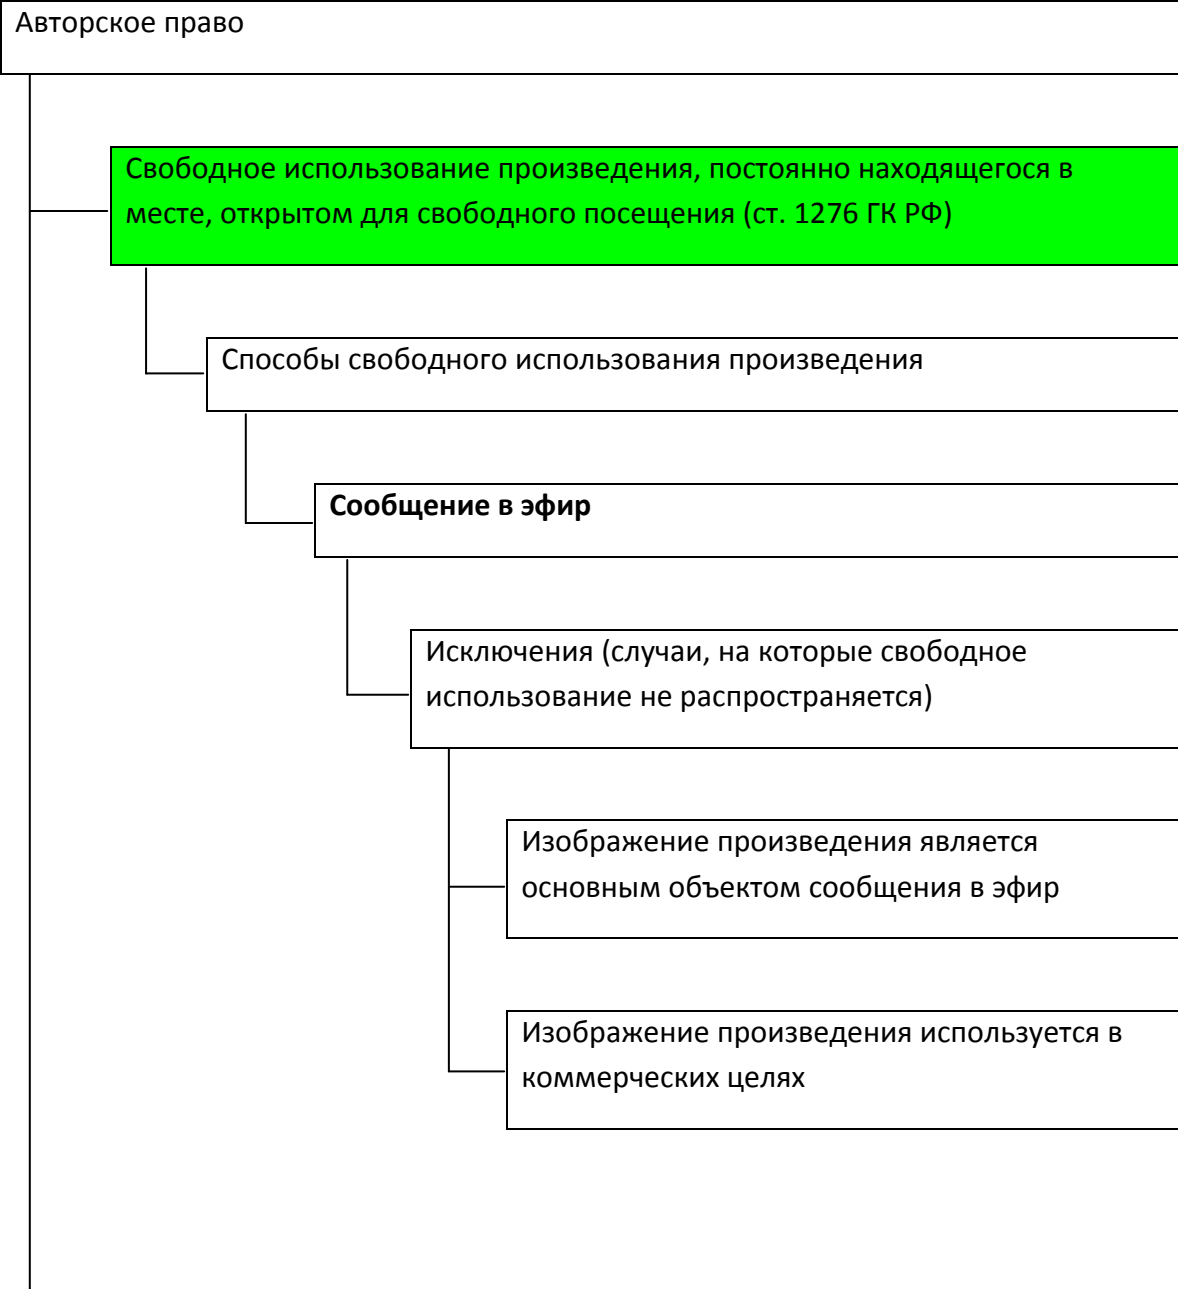 Авторское право
Свободное использование произведения, постоянно находящегося в
месте, открытом для свободного посещения (ст. 1276 ГК РФ)
Способы свободного использования произведения
Сообщение в эфир
Исключения (случаи, на которые свободное
использование не распространяется)
Изображение произведения является
основным объектом сообщения в эфир
Изображение произведения используется в
коммерческих целях